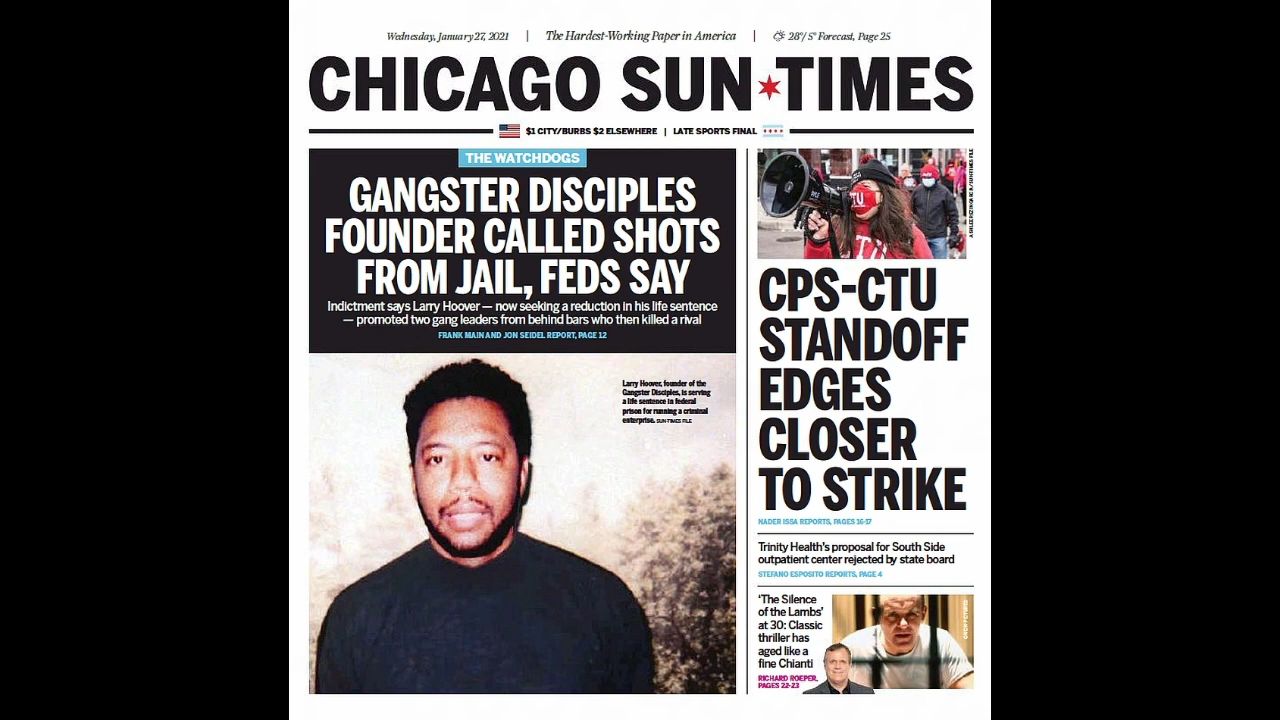 Wednesday, January 27, 2021 | The Hardest-Working Paper in America | 28°/ 5° Forecast, Page 25
CHICAGO SUN★TIMES
$1 CITY/BURBS $2 ELSEWHERE | LATE SPORTS FINAL
THE WATCHDOGS
GANGSTER DISCIPLES
FOUNDER CALLED SHOTS
FROM JAIL, FEDS SAY
Indictment says Larry Hoover — now seeking a reduction in his life sentence
— promoted two gang leaders from behind bars who then killed a rival
FRANK MAIN AND JON SEIDEL REPORT, PAGE 12
Larry Hoover, founder of the
Gangster Disciples, is serving
a life sentence in federal
prison for running a criminal
enterprise. SUN-TIMES FILE
CTU
CPS-CTU
STANDOFF
EDGES
CLOSER
TO STRIKE
NADER ISSA REPORTS, PAGES 16-17
Trinity Health's proposal for South Side
outpatient center rejected by state board
STEFANO ESPOSITO REPORTS, PAGE 4
'The Silence
of the Lambs'
at 30: Classic
thriller has
aged like a
fine Chianti
RICHARD ROEPER,
PAGES 22-23